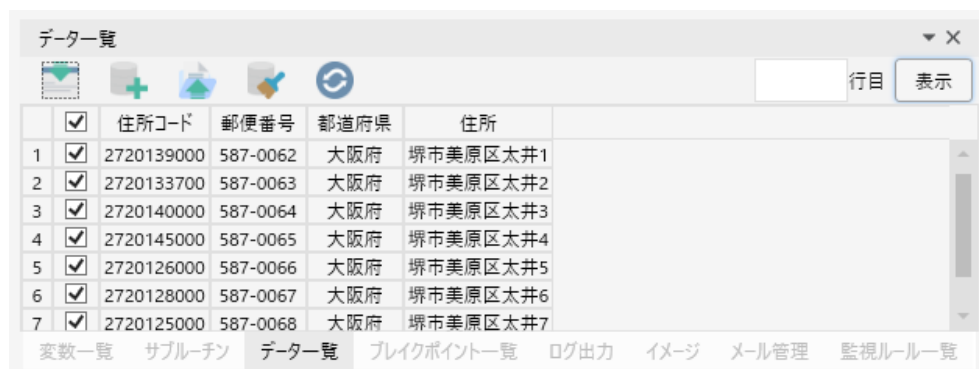 データ一覧
行目 表示
住所コード 郵便番号 都道府県 住所
1 2720139000 587-0062 大阪府 堺市美原区太井1
2 2720133700 587-0063 大阪府 堺市美原区太井2
3 2720140000 587-0064 大阪府 堺市美原区太井3
4 2720145000 587-0065 大阪府 堺市美原区太井4
5 2720126000 587-0066 大阪府 堺市美原区太井5
6 2720128000 587-0067 大阪府 堺市美原区太井6
7 2720125000 587-0068 大阪府 堺市美原区太井7
変数一覧 サブルーチン データ一覧 ブレイクポイント一覧 ログ出力 イメージ メール管理 監視ルール一覧